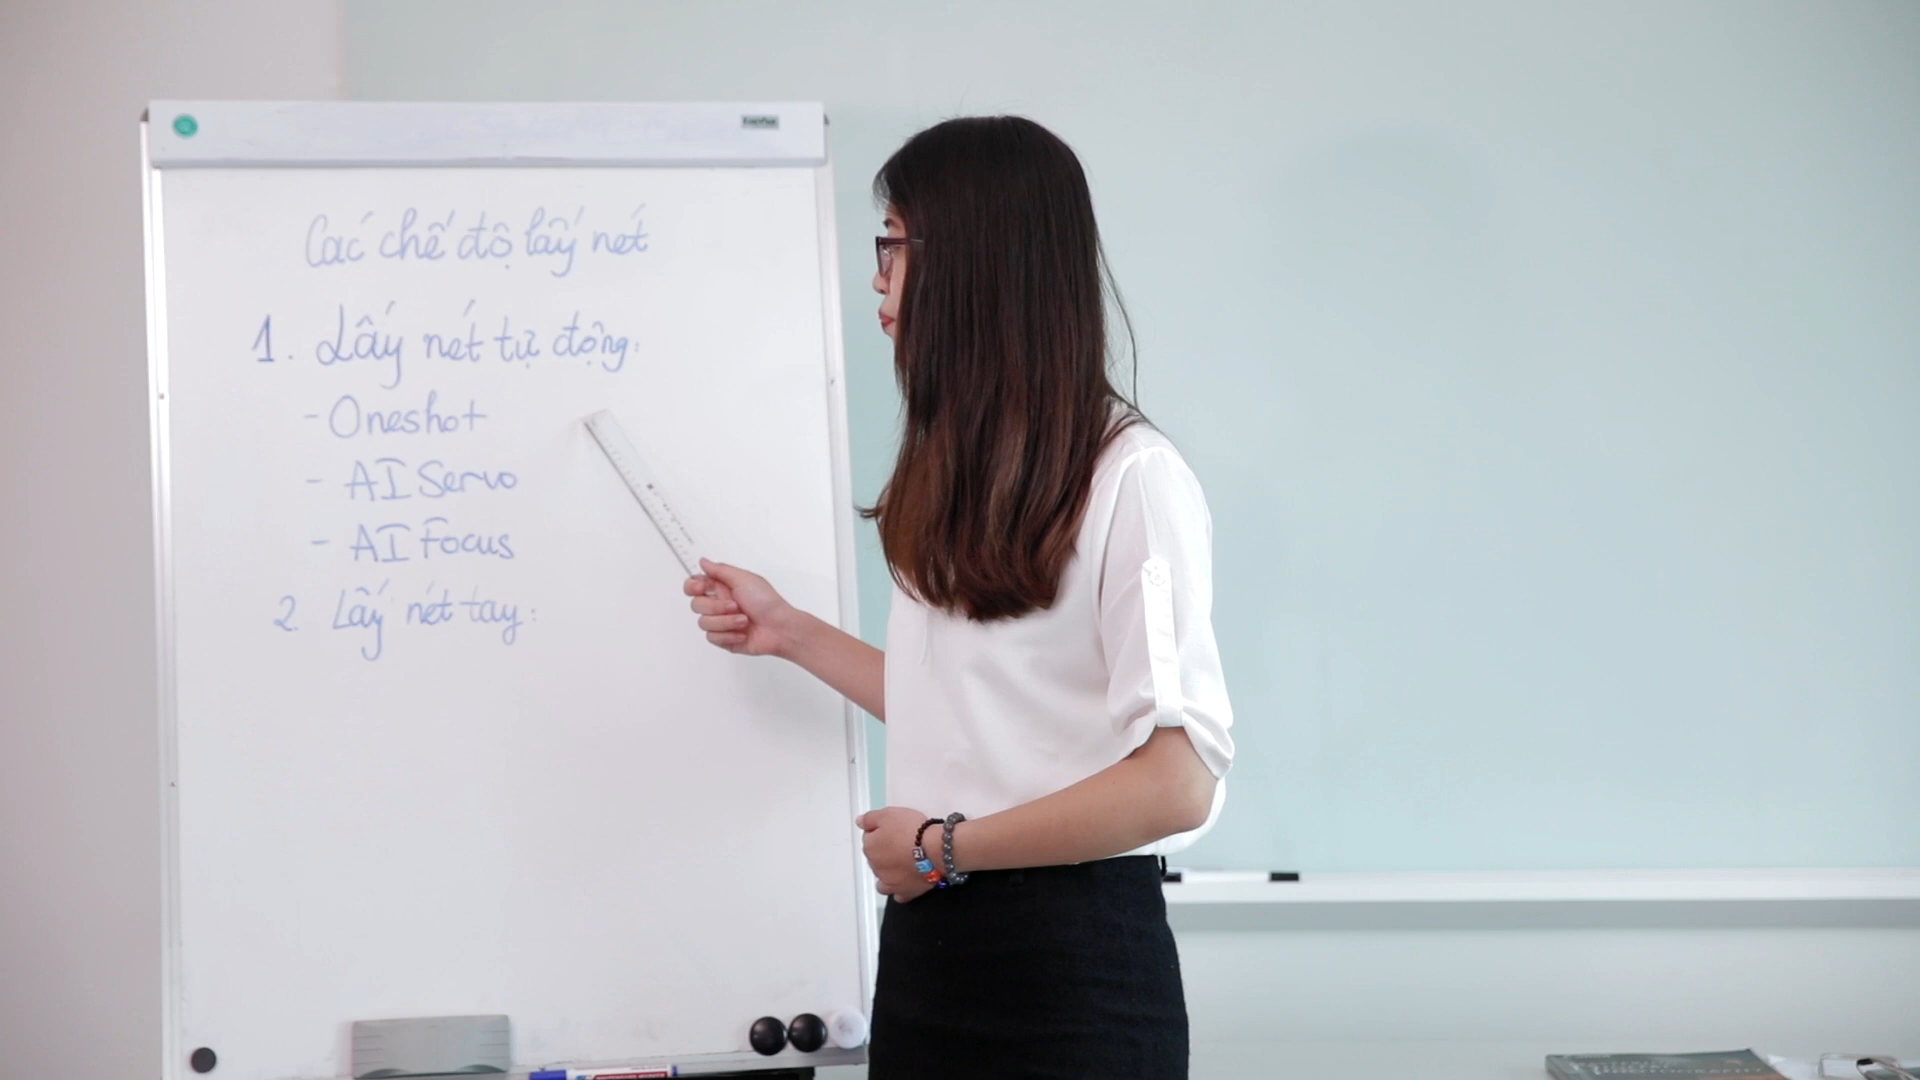 Các chế độ lấy nét
1. Lấy nét tự động:
- Oneshot
- AI Servo
- AI Focus
2. Lấy nét tay: